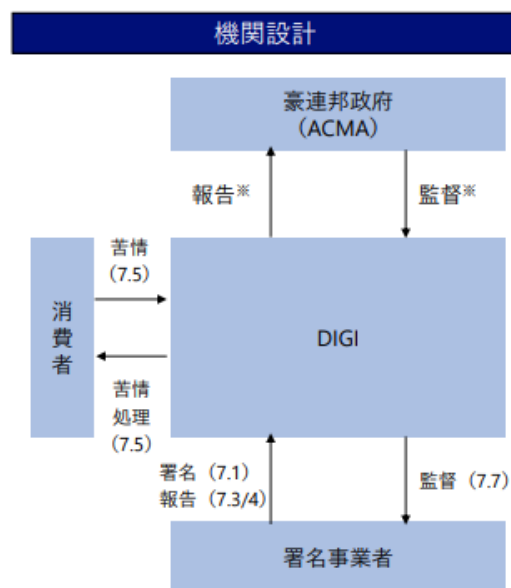 機関設計
豪連邦政府
（ACMA）
報告※
監督※
苦情
（7.5）
消
費
者
DIGI
苦情
処理
（7.5）
署名（7.1）
報告（7.3/4）
監督（7.7）
署名事業者